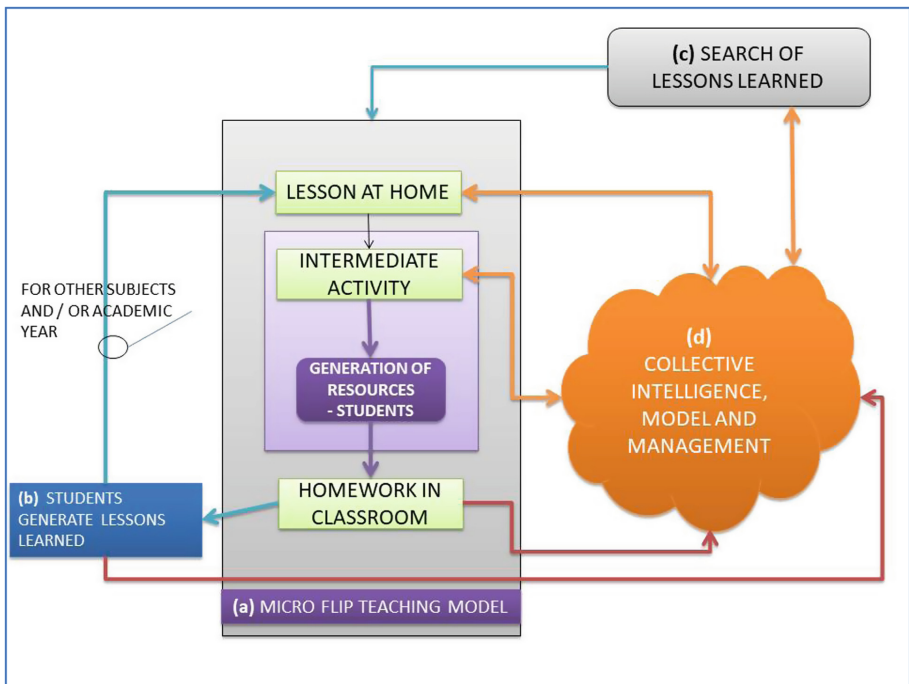 (c) SEARCH OF
LESSONS LEARNED
LESSON AT HOME
INTERMEDIATE
ACTIVITY
FOR OTHER SUBJECTS
AND / OR ACADEMIC
YEAR
GENERATION OF
RESOURCES
- STUDENTS
(d)
COLLECTIVE
INTELLIGENCE,
MODEL AND
MANAGEMENT
HOMEWORK IN
CLASSROOM
(b) STUDENTS
GENERATE LESSONS
LEARNED
(a) MICRO FLIP TEACHING MODEL